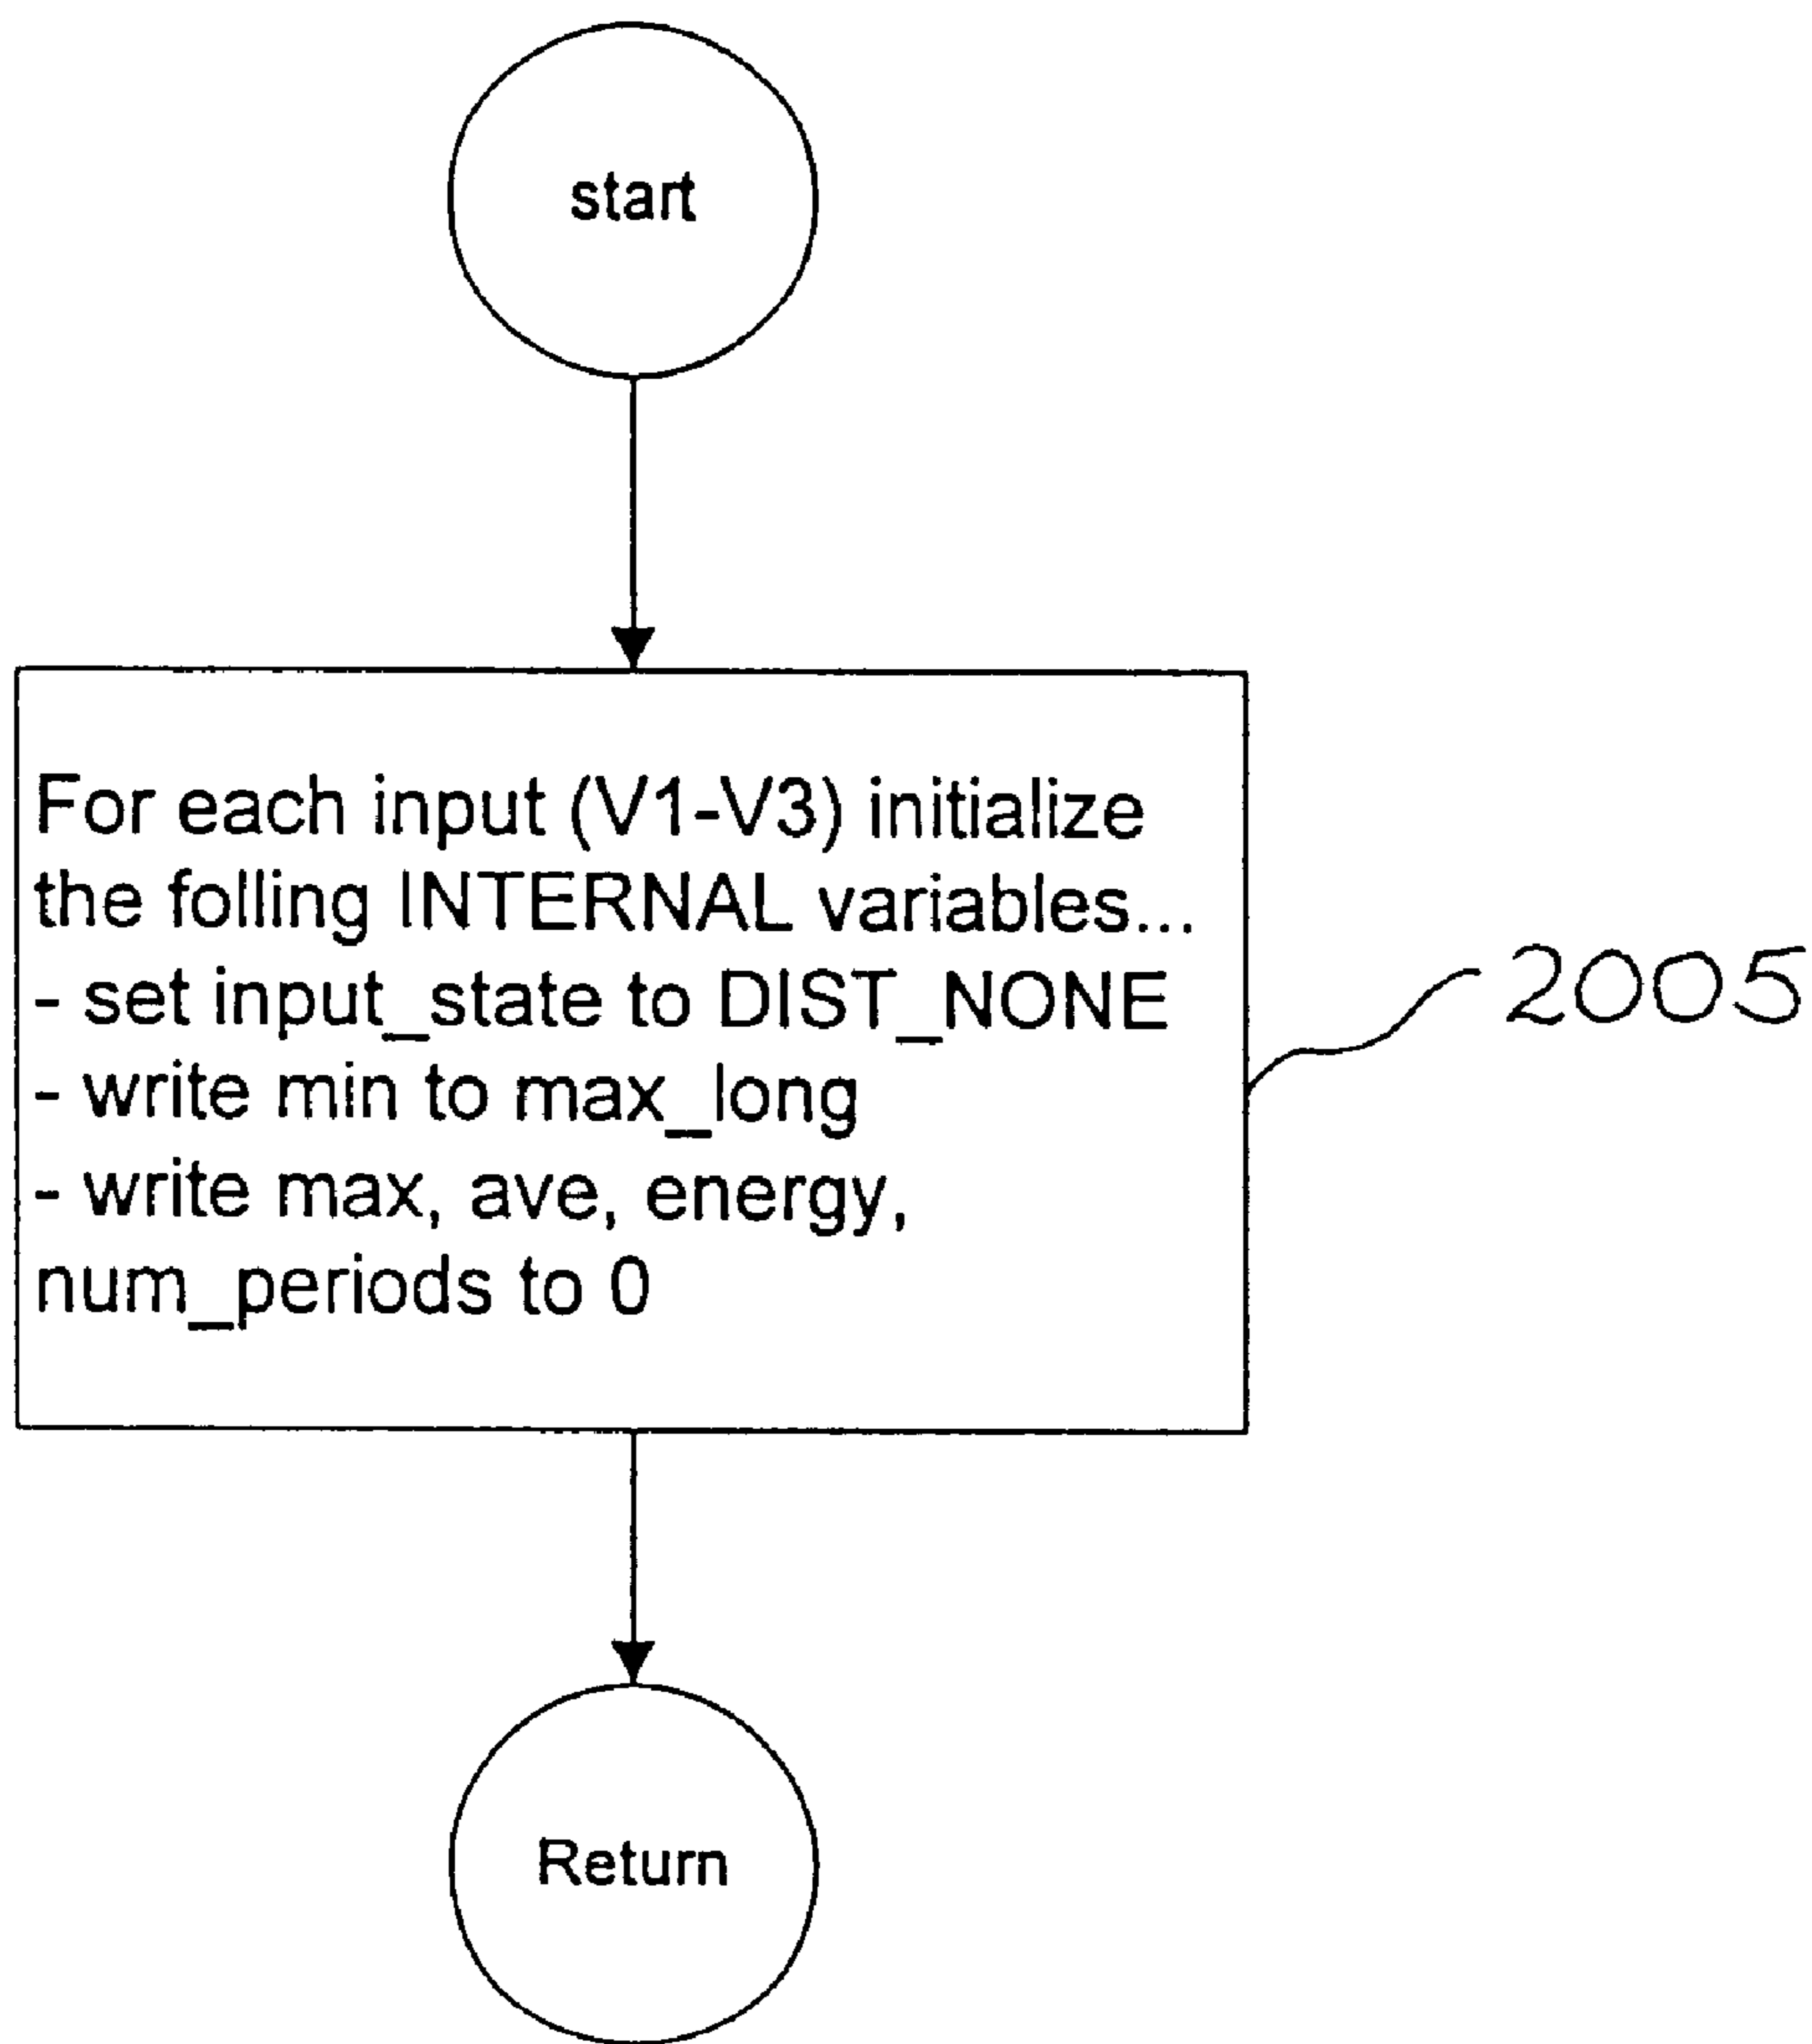 start
For each input (V1-V3) initialize
the folling INTERNAL variables...
- set input_state to DIST_NONE
- write min to max_long
- write max, ave, energy,
num_periods to 0
2005
Return